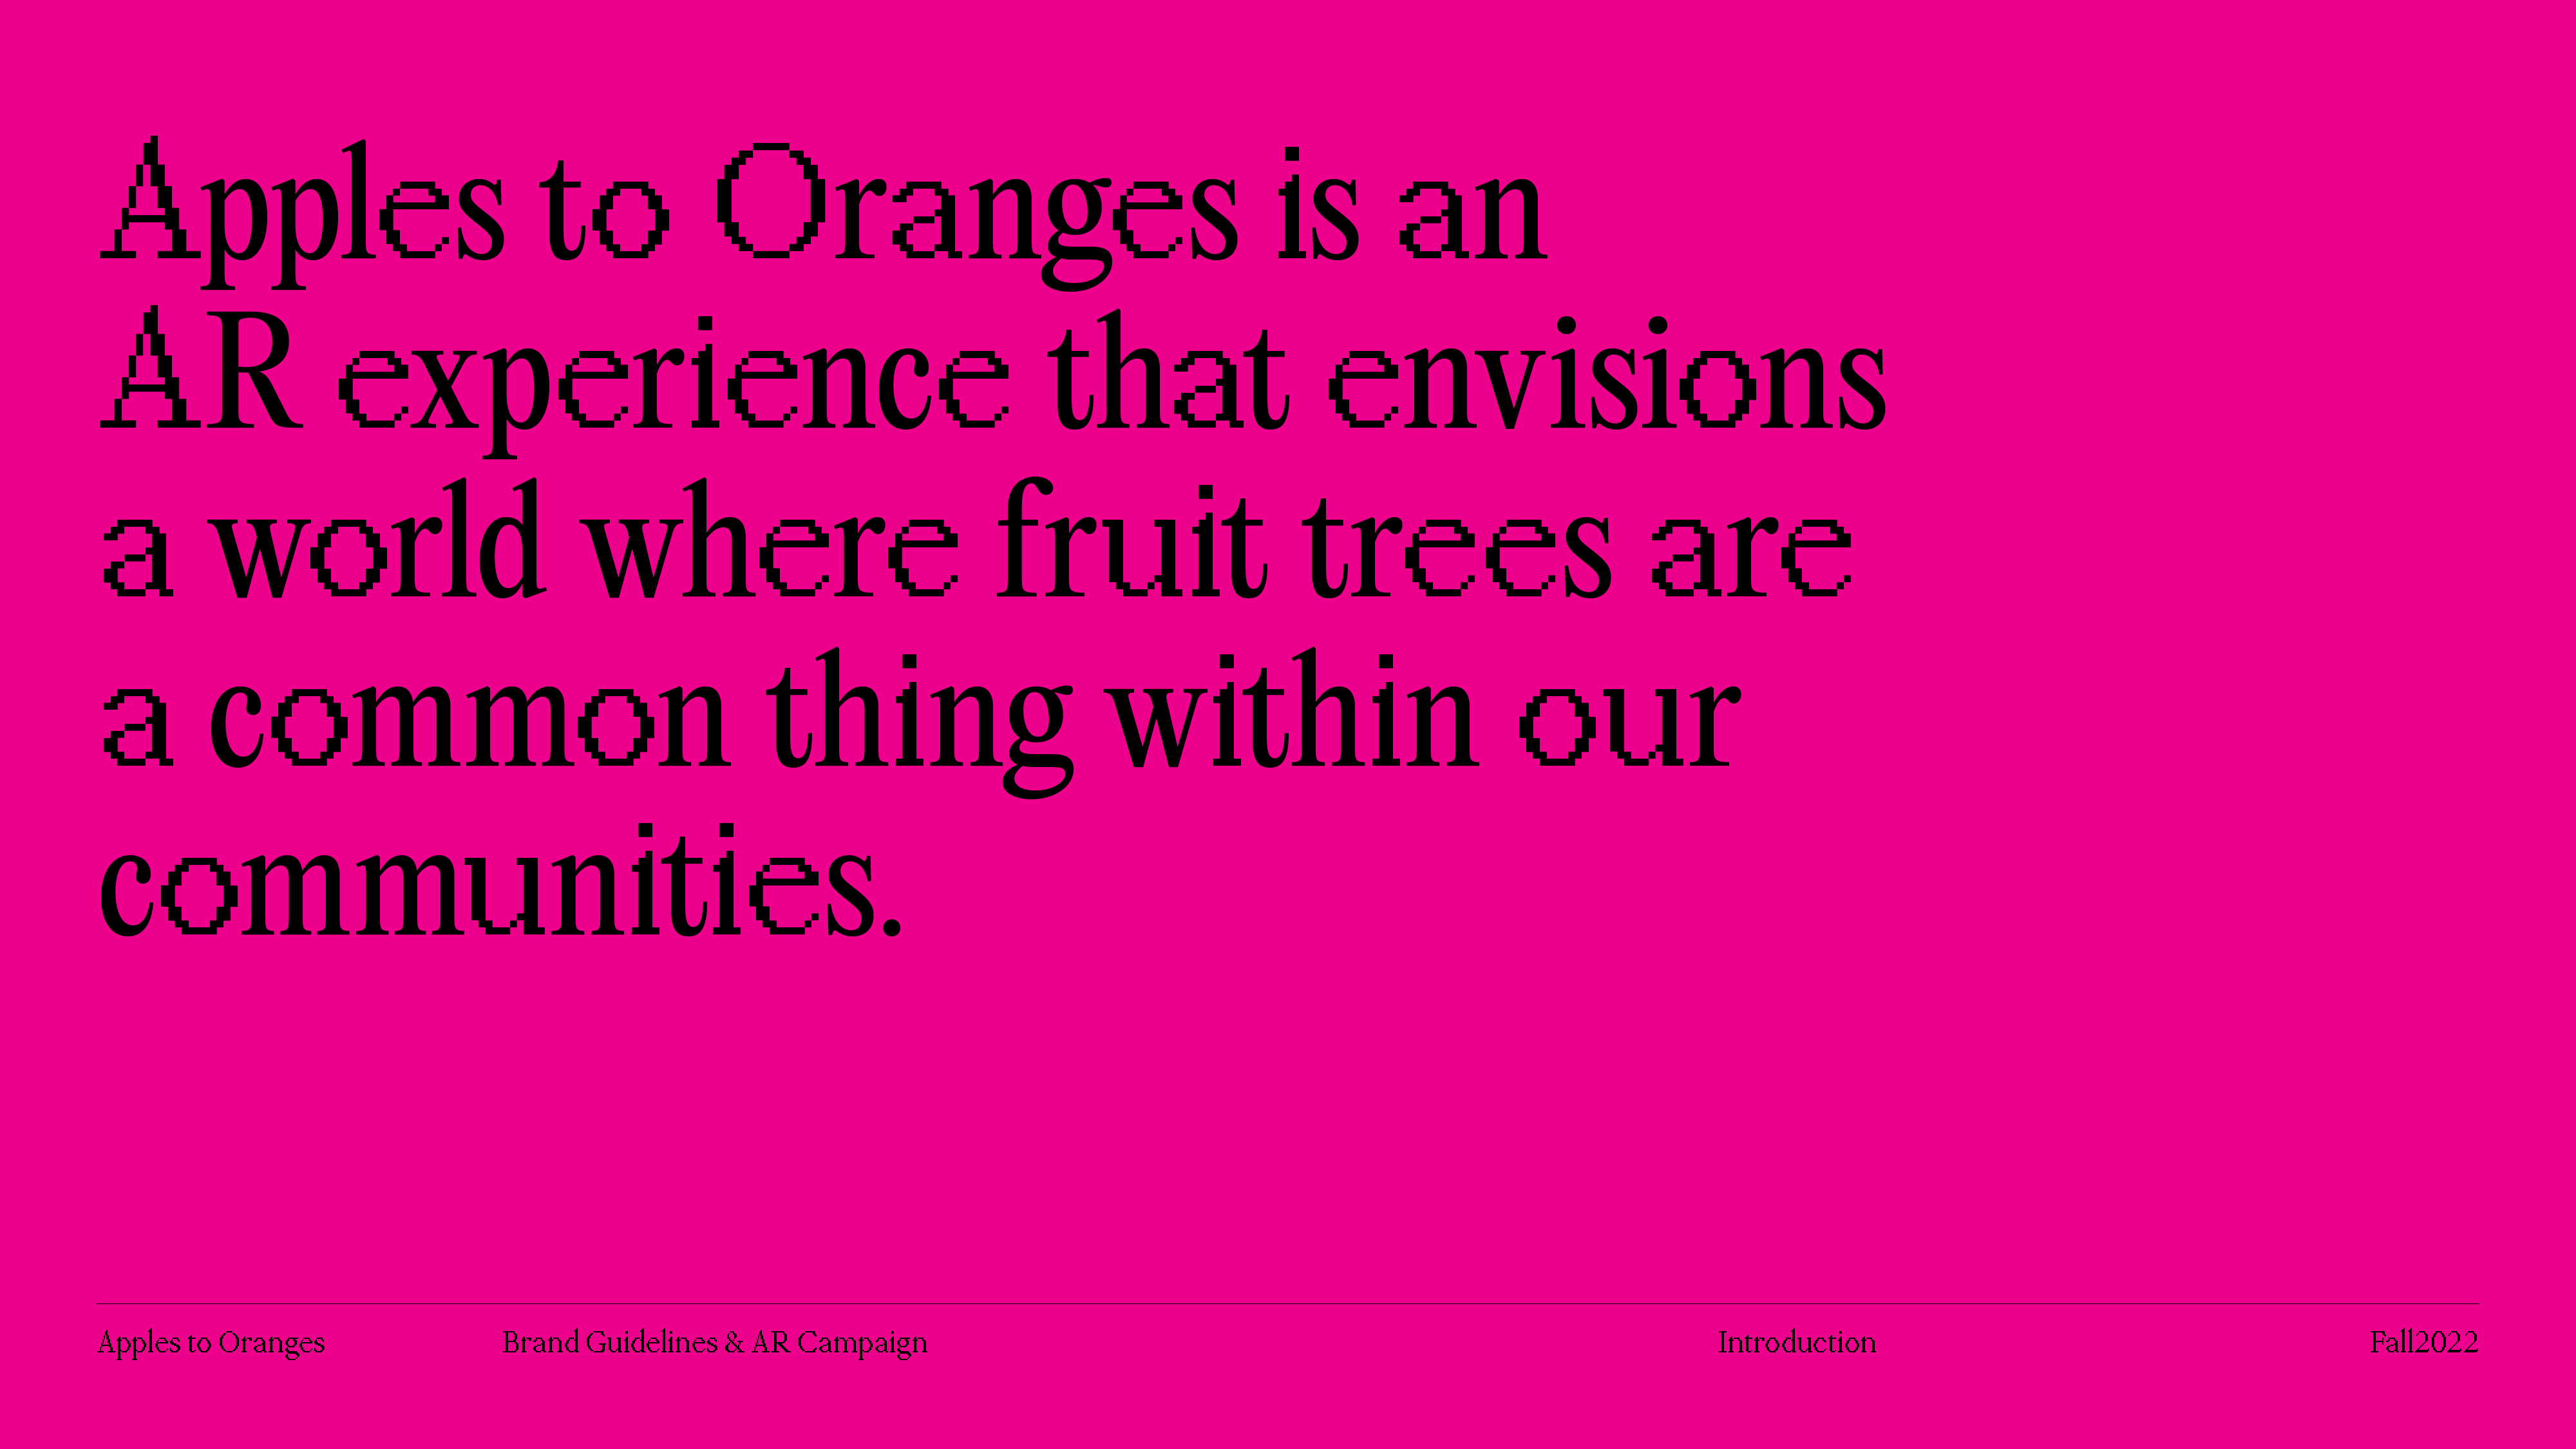 Apples to Oranges is an
AR experience that envisions
a world where fruit trees are
a common thing within our
communities.
Apples to Oranges
Brand Guidelines & AR Campaign
Introduction
Fall2022